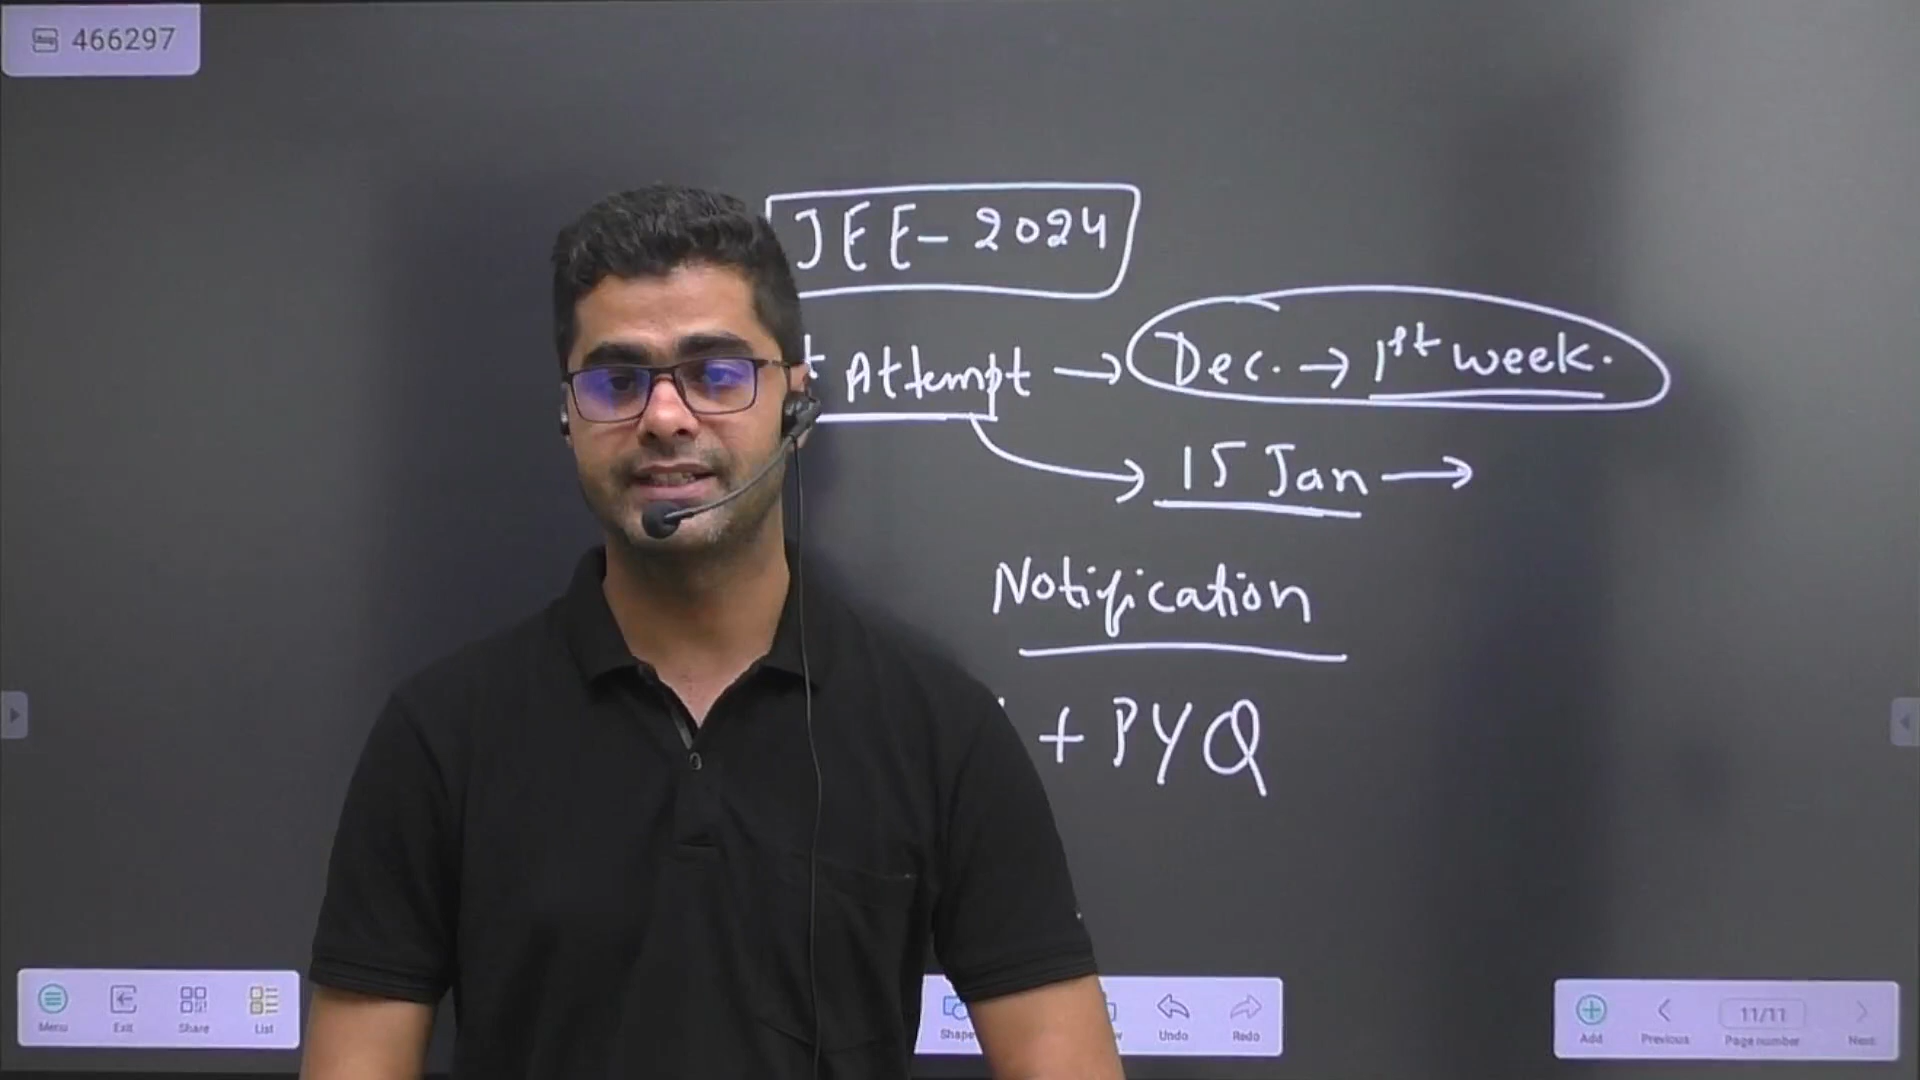 466297
JEE- 2024
Attempt → Dec. → 1st week.
→ 15 Jan →
Notification
+ PYQ
Menu Exit Share List
Shape Undo Redo
Add Previous 11/11 Page number Next